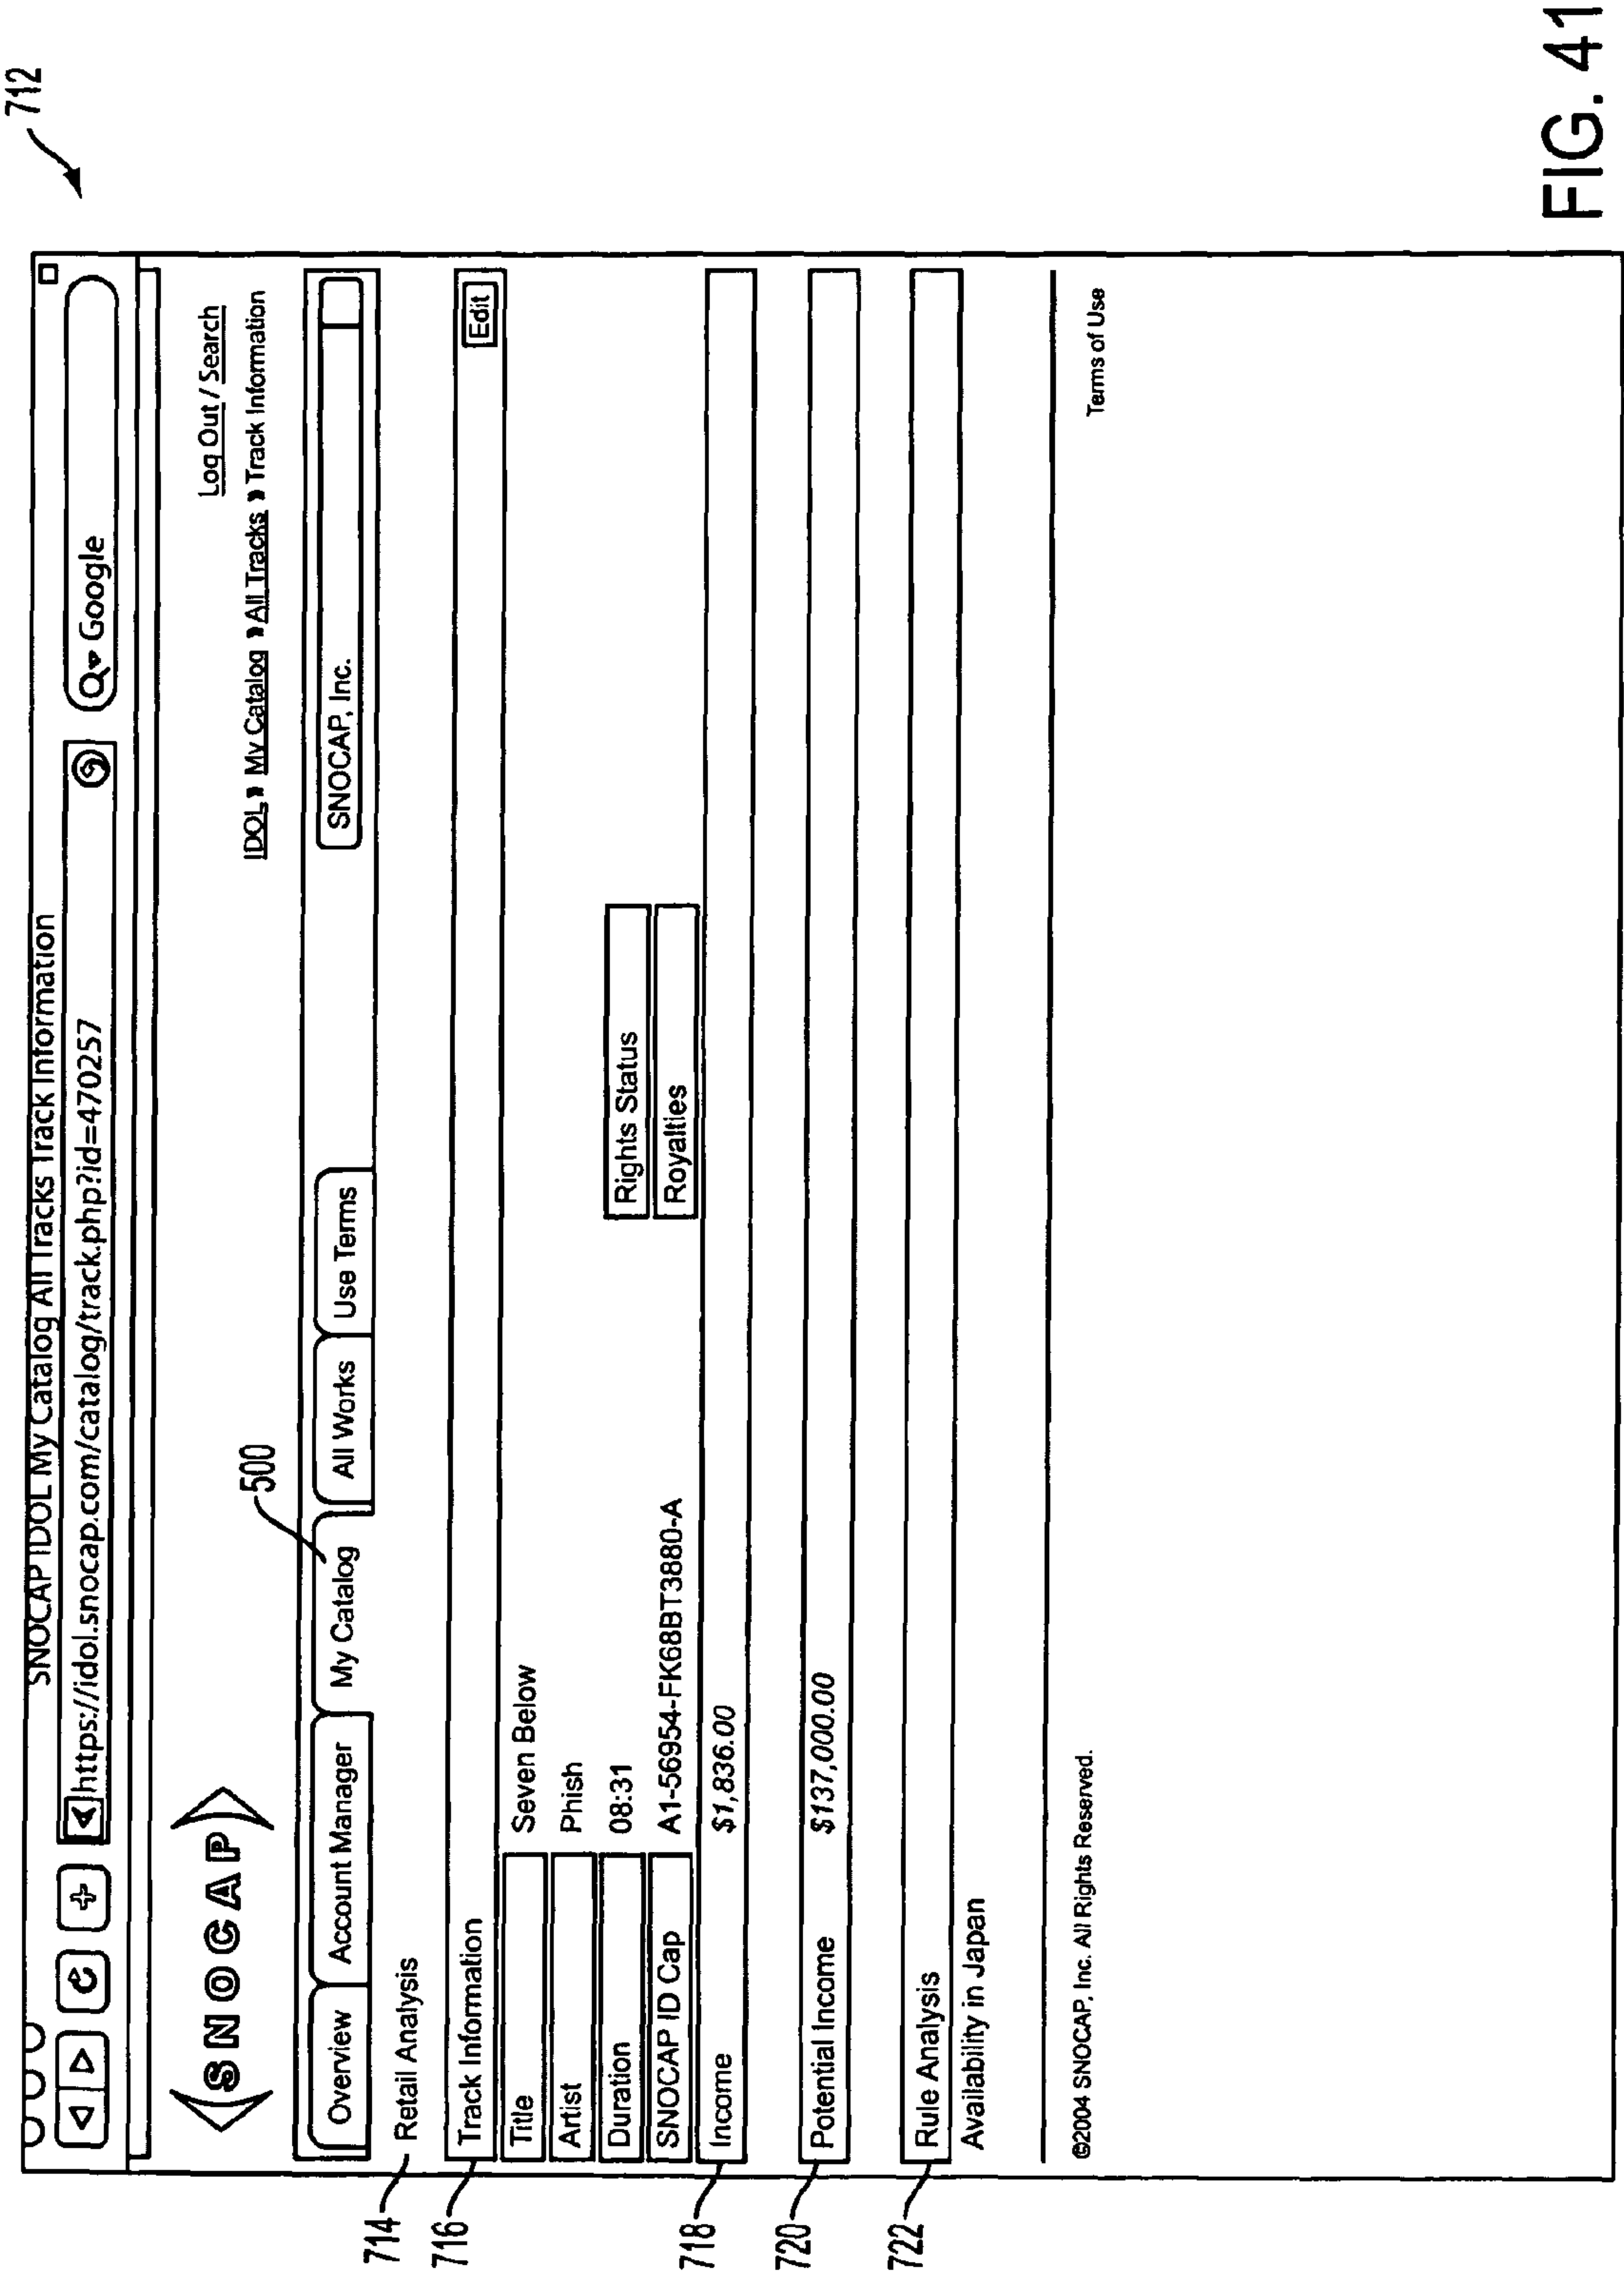 712
SNOCAP IDOL My Catalog All Tracks Track Information
https://idol.snocap.com/catalog/track.php?id=470257
Google
SNOCAP
Log Out / Search
IDOL » My Catalog » All Tracks » Track Information
500
Overview Account Manager My Catalog All Works Use Terms SNOCAP, Inc.
714 Retail Analysis
716 Track Information Edit
Title Seven Below
Artist Phish
Duration 08:31 Rights Status
SNOCAP ID Cap A1-56954-FK68BT3880-A Royalties
718 Income $1,836.00
720 Potential Income $137,000.00
722 Rule Analysis
Availability in Japan
©2004 SNOCAP, Inc. All Rights Reserved. Terms of Use
FIG. 41